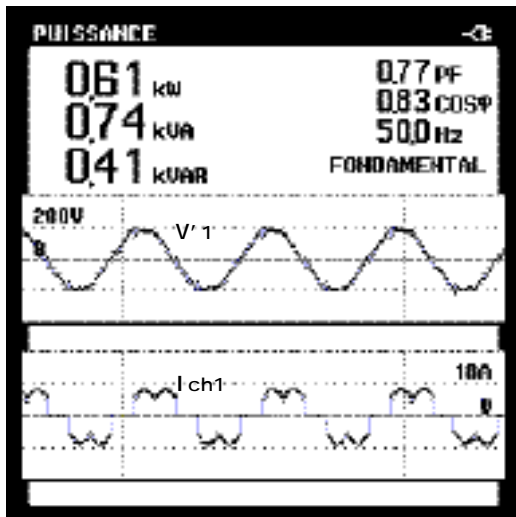 PUISSANCE
0,61 kW
0,74 kVA
0,41 kVAR
0,77 PF
0,83 COSφ
50,0 Hz
FONDAMENTAL
200V
V' 1
10A
0
I ch1